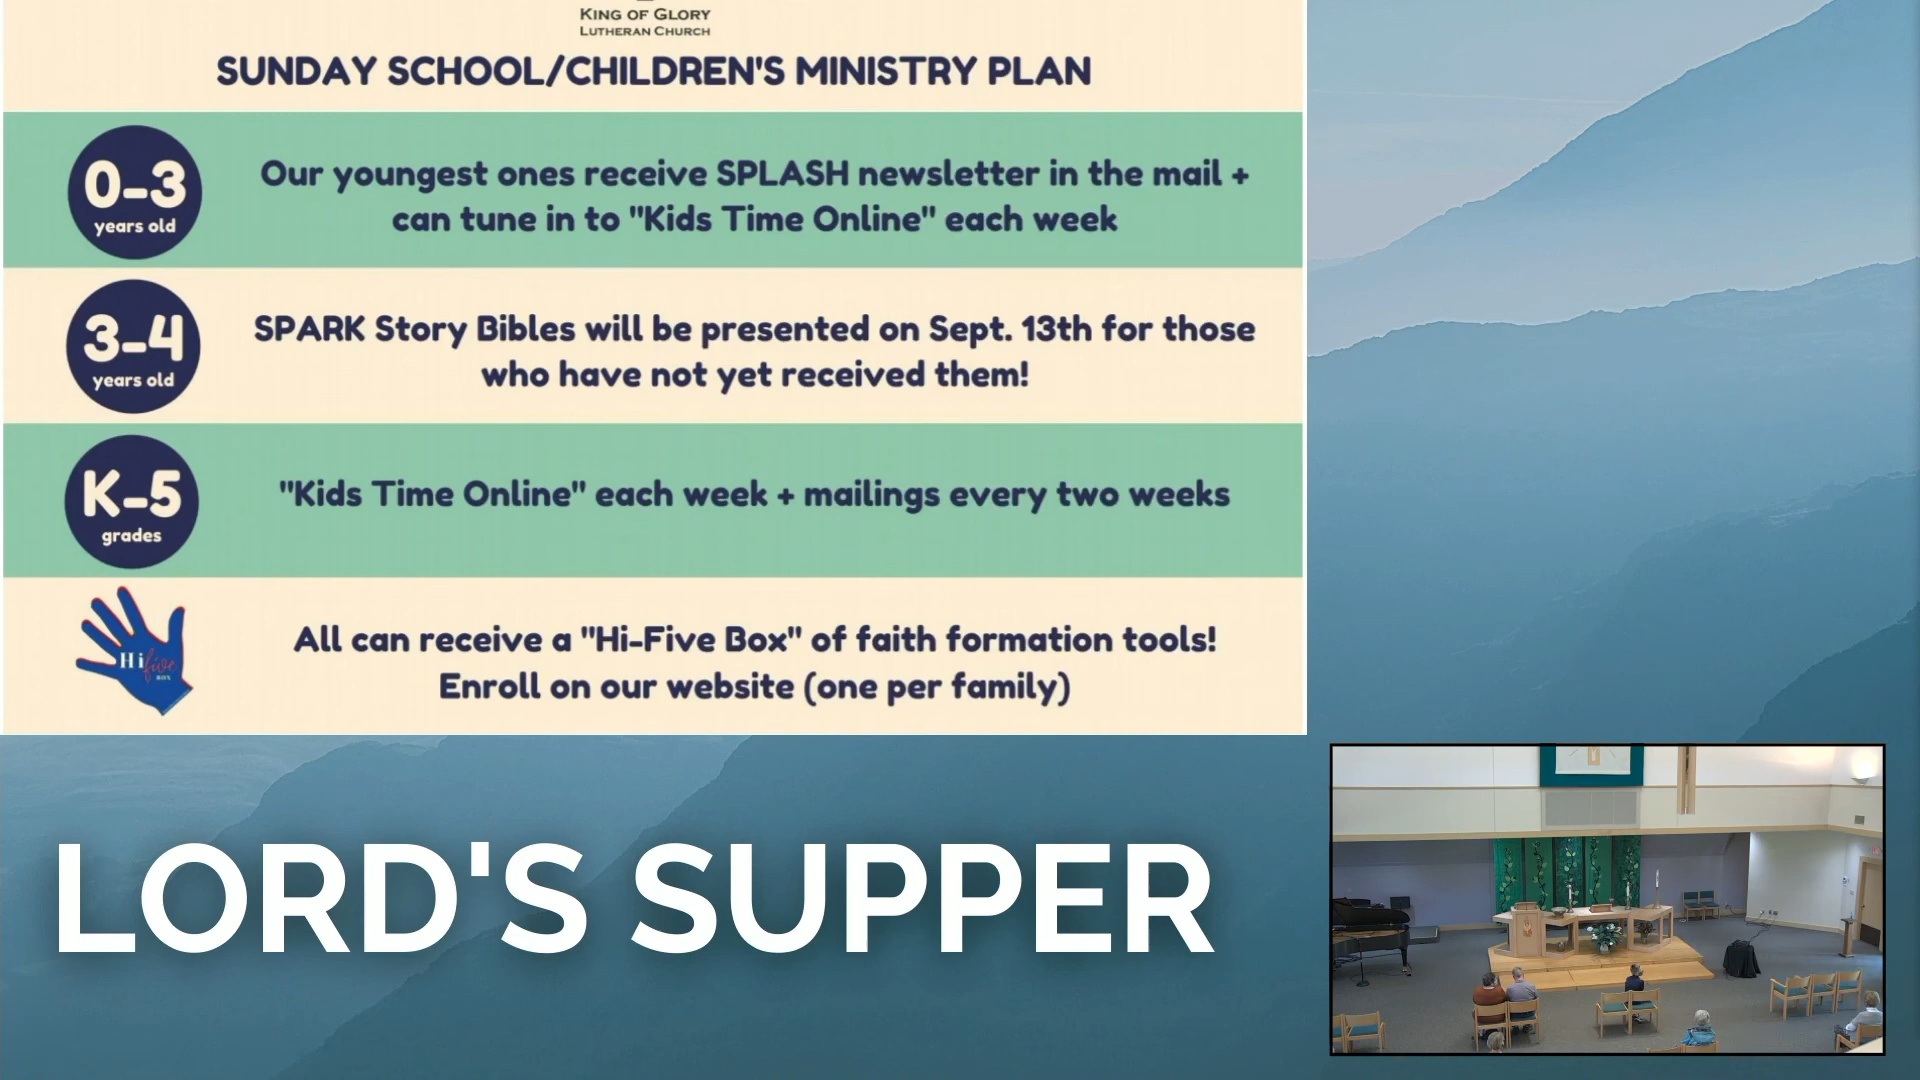 KING OF GLORY
LUTHERAN CHURCH
SUNDAY SCHOOL/CHILDREN'S MINISTRY PLAN
0-3
years old
Our youngest ones receive SPLASH newsletter in the mail +
can tune in to "Kids Time Online" each week
3-4
years old
SPARK Story Bibles will be presented on Sept. 13th for those
who have not yet received them!
K-5
grades
"Kids Time Online" each week + mailings every two weeks
Hi five
BOX
All can receive a "Hi-Five Box" of faith formation tools!
Enroll on our website (one per family)
LORD'S SUPPER